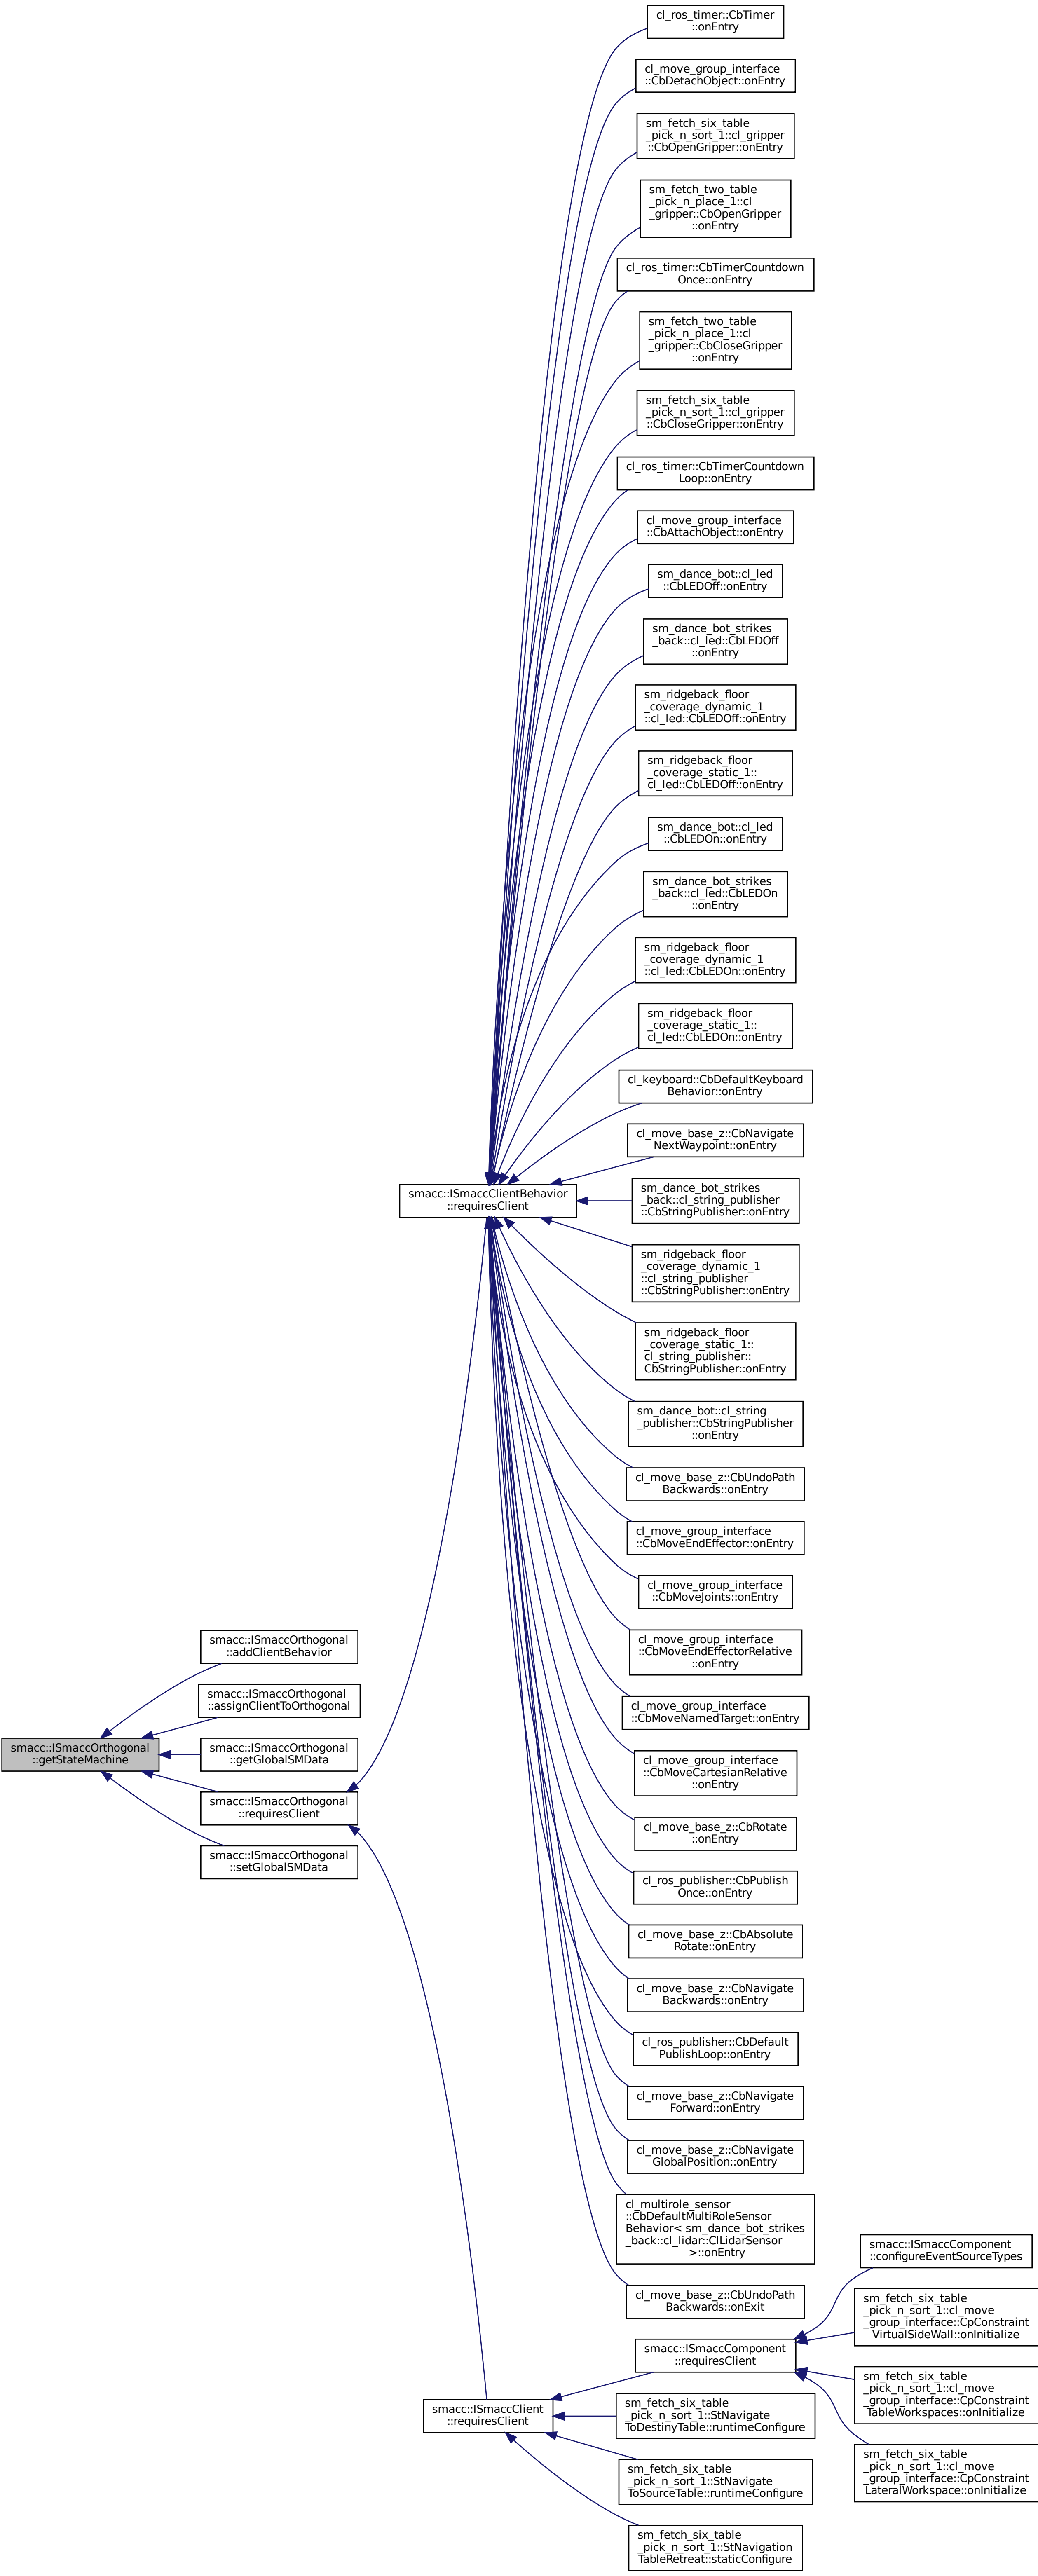 cl_ros_timer::CbTimer
::onEntry
cl_move_group_interface
::CbDetachObject::onEntry
sm_fetch_six_table
_pick_n_sort_1::cl_gripper
::CbOpenGripper::onEntry
sm_fetch_two_table
_pick_n_place_1::cl
_gripper::CbOpenGripper
::onEntry
cl_ros_timer::CbTimerCountdown
Once::onEntry
sm_fetch_two_table
_pick_n_place_1::cl
_gripper::CbCloseGripper
::onEntry
sm_fetch_six_table
_pick_n_sort_1::cl_gripper
::CbCloseGripper::onEntry
cl_ros_timer::CbTimerCountdown
Loop::onEntry
cl_move_group_interface
::CbAttachObject::onEntry
sm_dance_bot::cl_led
::CbLEDOff::onEntry
sm_dance_bot_strikes
_back::cl_led::CbLEDOff
::onEntry
sm_ridgeback_floor
_coverage_dynamic_1
::cl_led::CbLEDOff::onEntry
sm_ridgeback_floor
_coverage_static_1::
cl_led::CbLEDOff::onEntry
sm_dance_bot::cl_led
::CbLEDOn::onEntry
sm_dance_bot_strikes
_back::cl_led::CbLEDOn
::onEntry
sm_ridgeback_floor
_coverage_dynamic_1
::cl_led::CbLEDOn::onEntry
sm_ridgeback_floor
_coverage_static_1::
cl_led::CbLEDOn::onEntry
cl_keyboard::CbDefaultKeyboard
Behavior::onEntry
cl_move_base_z::CbNavigate
NextWaypoint::onEntry
smacc::ISmaccClientBehavior
::requiresClient
sm_dance_bot_strikes
_back::cl_string_publisher
::CbStringPublisher::onEntry
sm_ridgeback_floor
_coverage_dynamic_1
::cl_string_publisher
::CbStringPublisher::onEntry
sm_ridgeback_floor
_coverage_static_1::
cl_string_publisher::
CbStringPublisher::onEntry
sm_dance_bot::cl_string
_publisher::CbStringPublisher
::onEntry
cl_move_base_z::CbUndoPath
Backwards::onEntry
cl_move_group_interface
::CbMoveEndEffector::onEntry
cl_move_group_interface
::CbMoveJoints::onEntry
cl_move_group_interface
::CbMoveEndEffectorRelative
::onEntry
cl_move_group_interface
::CbMoveNamedTarget::onEntry
cl_move_group_interface
::CbMoveCartesianRelative
::onEntry
cl_move_base_z::CbRotate
::onEntry
cl_ros_publisher::CbPublish
Once::onEntry
cl_move_base_z::CbAbsolute
Rotate::onEntry
cl_move_base_z::CbNavigate
Backwards::onEntry
cl_ros_publisher::CbDefault
PublishLoop::onEntry
cl_move_base_z::CbNavigate
Forward::onEntry
cl_move_base_z::CbNavigate
GlobalPosition::onEntry
cl_multirole_sensor
::CbDefaultMultiRoleSensor
Behavior< sm_dance_bot_strikes
_back::cl_lidar::ClLidarSensor
>::onEntry
cl_move_base_z::CbUndoPath
Backwards::onExit
smacc::ISmaccOrthogonal
::addClientBehavior
smacc::ISmaccOrthogonal
::assignClientToOrthogonal
smacc::ISmaccOrthogonal
::getStateMachine
smacc::ISmaccOrthogonal
::getGlobalSMData
smacc::ISmaccOrthogonal
::requiresClient
smacc::ISmaccOrthogonal
::setGlobalSMData
smacc::ISmaccComponent
::configureEventSourceTypes
sm_fetch_six_table
_pick_n_sort_1::cl_move
_group_interface::CpConstraint
VirtualSideWall::onInitialize
smacc::ISmaccComponent
::requiresClient
sm_fetch_six_table
_pick_n_sort_1::cl_move
_group_interface::CpConstraint
TableWorkspaces::onInitialize
smacc::ISmaccClient
::requiresClient
sm_fetch_six_table
_pick_n_sort_1::StNavigate
ToDestinyTable::runtimeConfigure
sm_fetch_six_table
_pick_n_sort_1::cl_move
_group_interface::CpConstraint
LateralWorkspace::onInitialize
sm_fetch_six_table
_pick_n_sort_1::StNavigate
ToSourceTable::runtimeConfigure
sm_fetch_six_table
_pick_n_sort_1::StNavigation
TableRetreat::staticConfigure